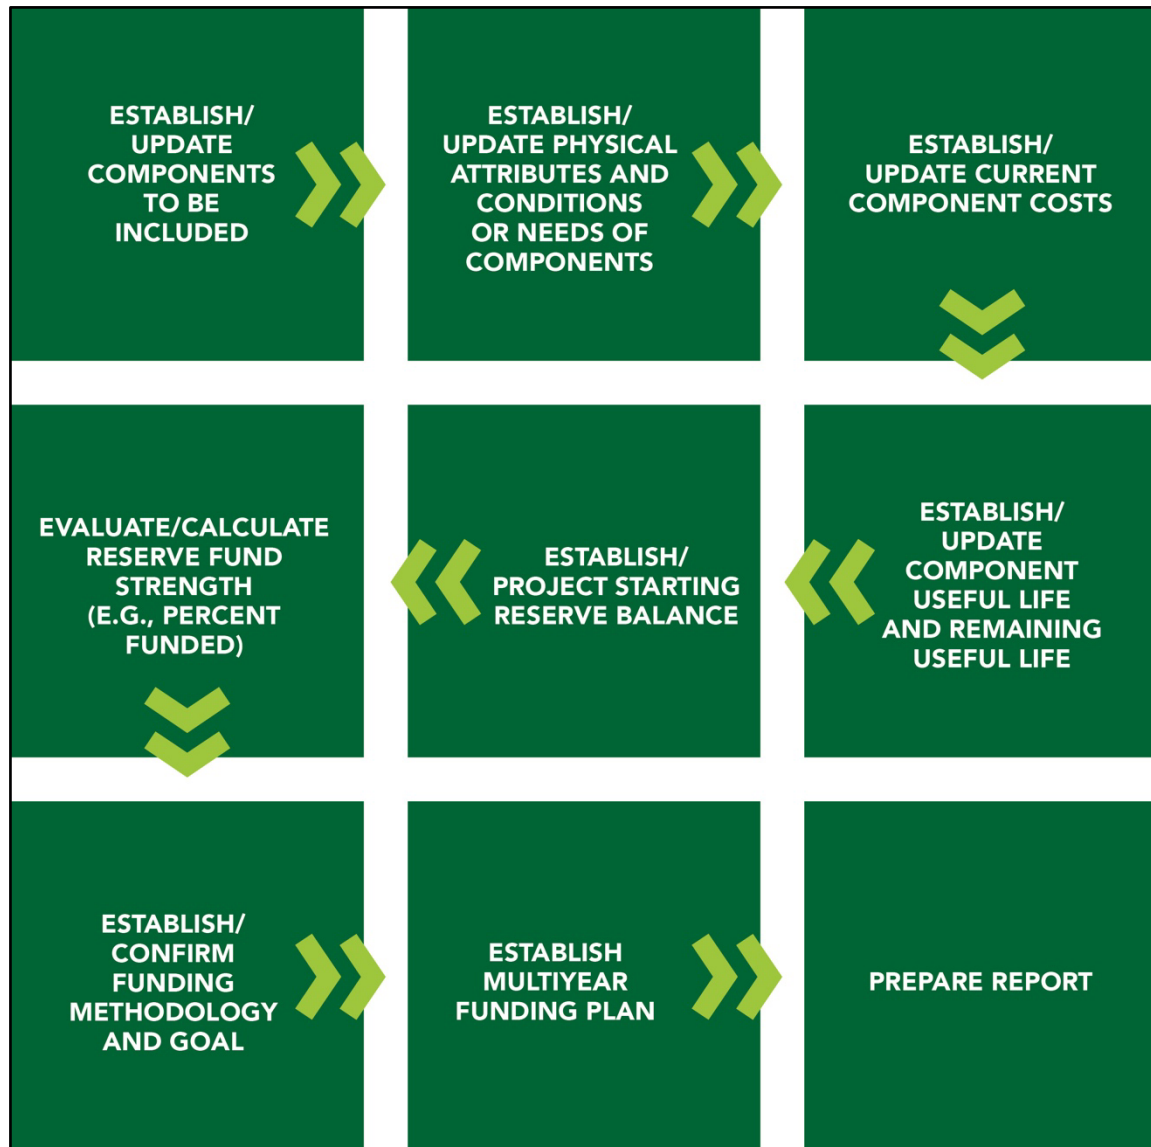 ESTABLISH/
UPDATE
COMPONENTS
TO BE
INCLUDED
ESTABLISH/
UPDATE PHYSICAL
ATTRIBUTES AND
CONDITIONS
OR NEEDS OF
COMPONENTS
ESTABLISH/
UPDATE CURRENT
COMPONENT COSTS
ESTABLISH/
UPDATE
COMPONENT
USEFUL LIFE
AND REMAINING
USEFUL LIFE
ESTABLISH/
PROJECT STARTING
RESERVE BALANCE
EVALUATE/CALCULATE
RESERVE FUND
STRENGTH
(E.G., PERCENT
FUNDED)
ESTABLISH/
CONFIRM
FUNDING
METHODOLOGY
AND GOAL
ESTABLISH
MULTIYEAR
FUNDING PLAN
PREPARE REPORT